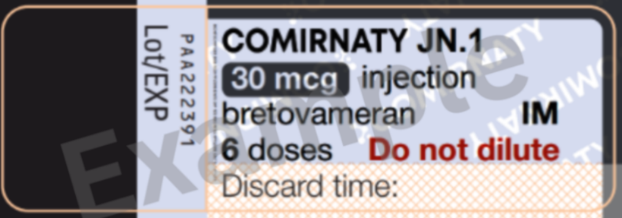 Lot/EXP
PAA222391
COMIRNATY JN.1
30 mcg injection
bretovameran IM
6 doses Do not dilute
Discard time:
Example